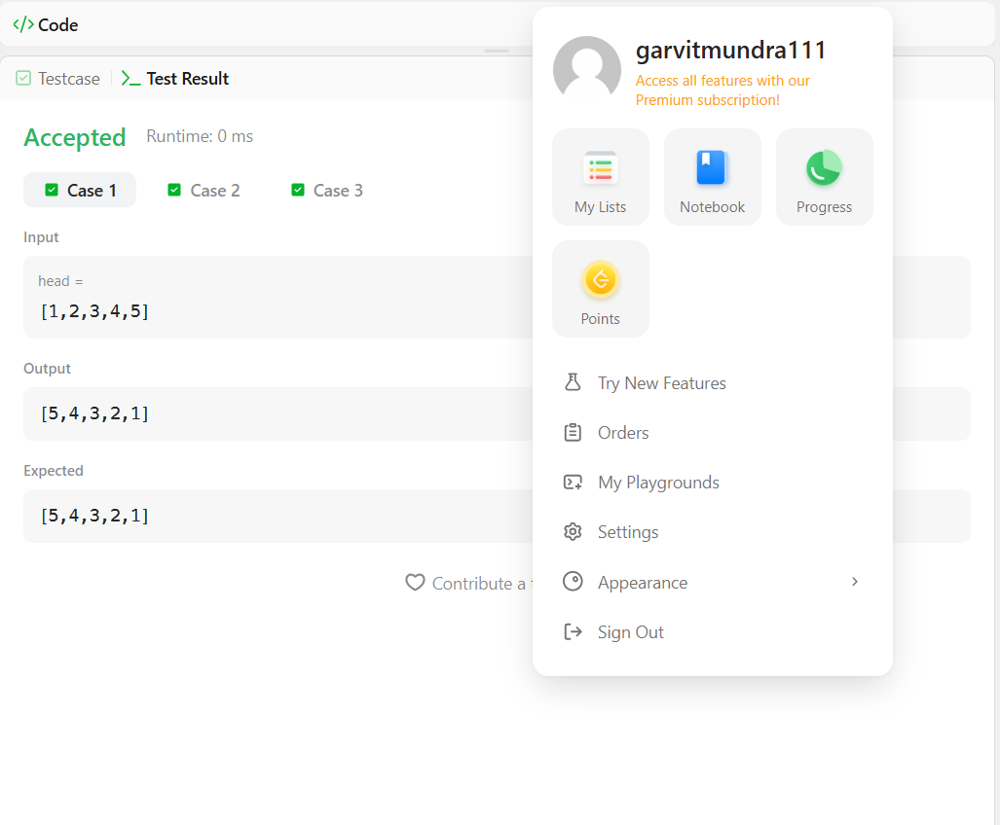 </> Code
Testcase
Test Result
Accepted
Runtime: 0 ms
Case 1
Case 2
Case 3
Input
head =
[1,2,3,4,5]
Output
[5,4,3,2,1]
Expected
[5,4,3,2,1]
Contribute a
garvitmundra111
Access all features with our
Premium subscription!
My Lists
Notebook
Progress
Points
Try New Features
Orders
My Playgrounds
Settings
Appearance
Sign Out